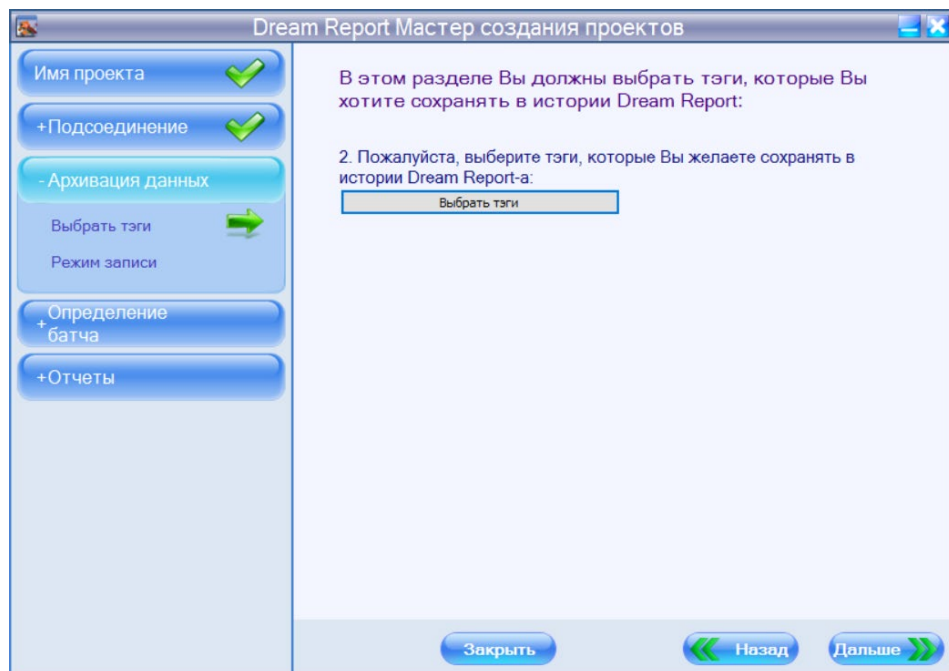 Dream Report Мастер создания проектов
Имя проекта
+Подсоединение
- Архивация данных
Выбрать тэги
Режим записи
+Определение
батча
+Отчеты
В этом разделе Вы должны выбрать тэги, которые Вы
хотите сохранять в истории Dream Report:
2. Пожалуйста, выберите тэги, которые Вы желаете сохранять в
истории Dream Report-а:
Выбрать тэги
Закрыть
Назад
Дальше